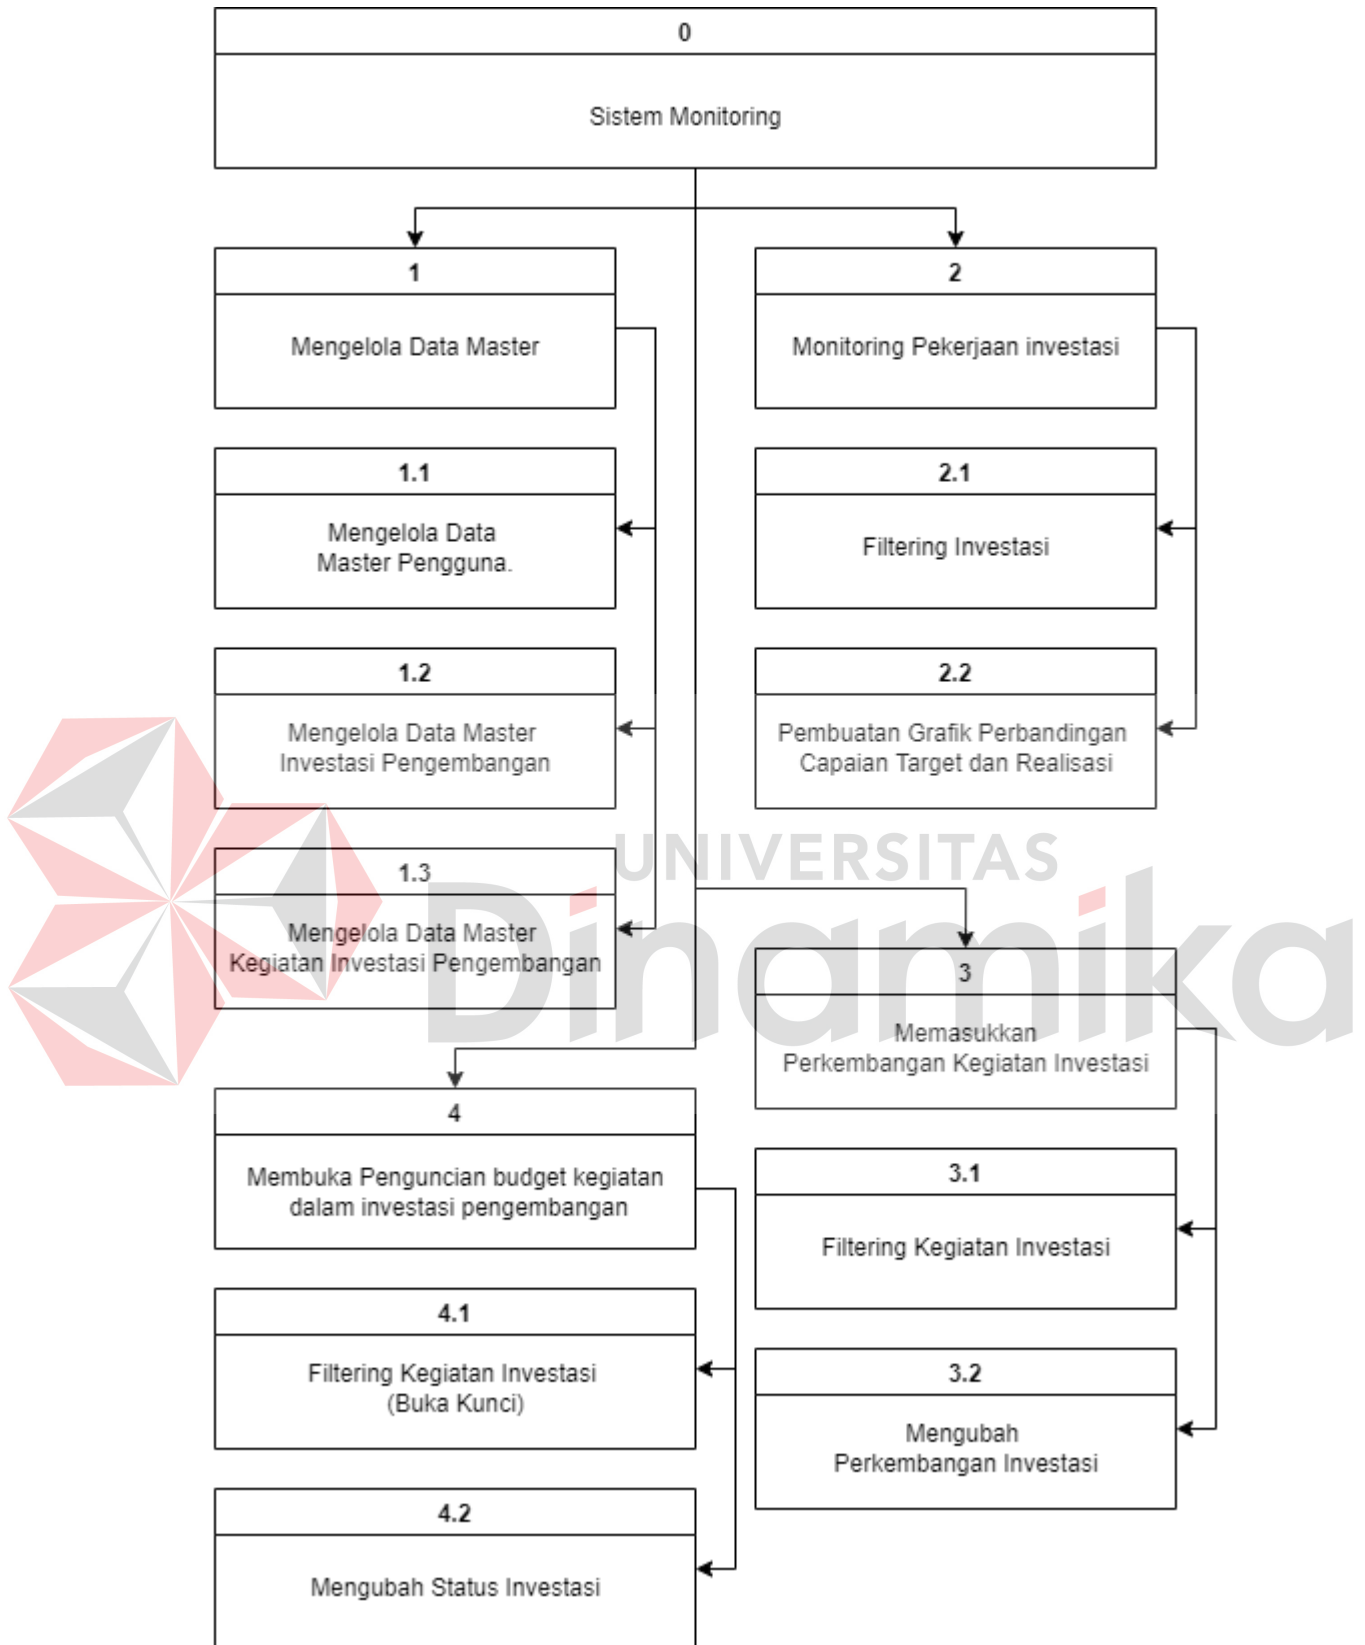 0
Sistem Monitoring
1
Mengelola Data Master
2
Monitoring Pekerjaan investasi
1.1
Mengelola Data
Master Pengguna.
2.1
Filtering Investasi
1.2
Mengelola Data Master
Investasi Pengembangan
2.2
Pembuatan Grafik Perbandingan
Capaian Target dan Realisasi
UNIVERSITAS
Dinamika
1.3
Mengelola Data Master
Kegiatan Investasi Pengembangan
3
Memasukkan
Perkembangan Kegiatan Investasi
4
Membuka Penguncian budget kegiatan
dalam investasi pengembangan
3.1
Filtering Kegiatan Investasi
4.1
Filtering Kegiatan Investasi
(Buka Kunci)
3.2
Mengubah
Perkembangan Investasi
4.2
Mengubah Status Investasi